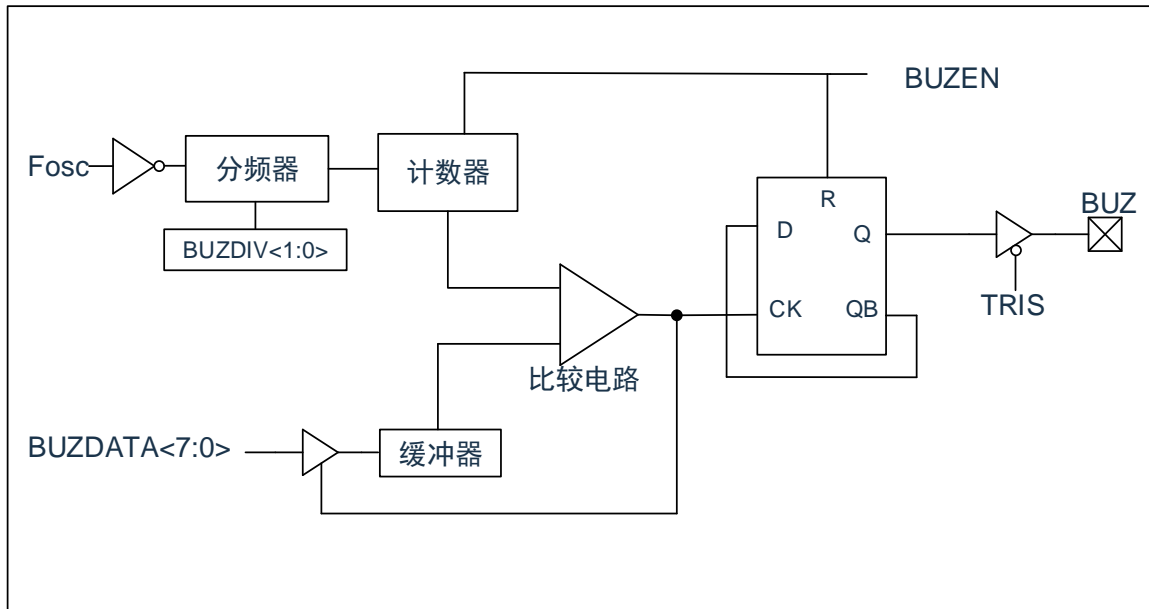 BUZEN
Fosc
分频器
计数器
BUZDIV<1:0>
R
D
Q
BUZ
CK
QB
TRIS
比较电路
BUZDATA<7:0>
缓冲器